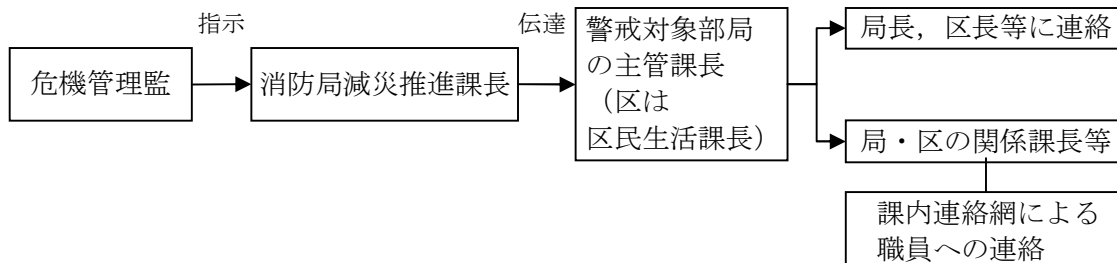 指示
伝達
危機管理監
消防局減災推進課長
警戒対象部局
の主管課長
（区は
区民生活課長）
局長，区長等に連絡
局・区の関係課長等
課内連絡網による
職員への連絡